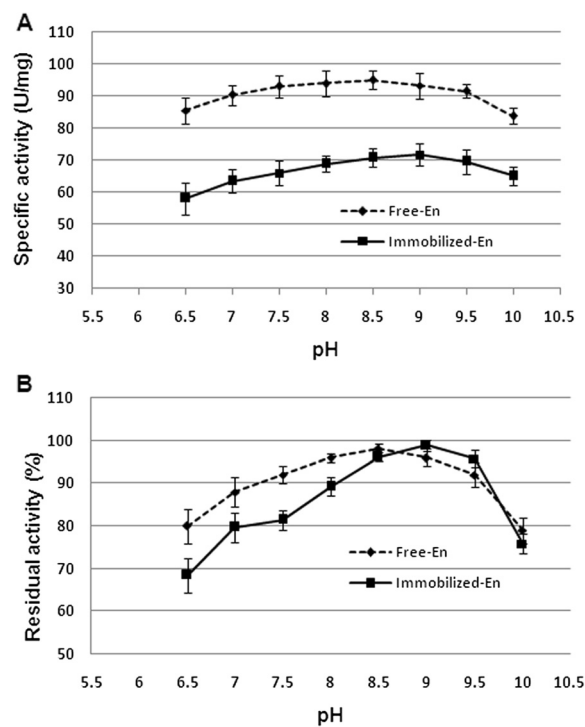 A
Specific activity (U/mg)
110
100
90
80
70
60
50
40
30
Free-En
Immobilized-En
5.5 6 6.5 7 7.5 8 8.5 9 9.5 10 10.5
pH
B
Residual activity (%)
110
100
90
80
70
60
50
Free-En
Immobilized-En
5.5 6 6.5 7 7.5 8 8.5 9 9.5 10 10.5
pH